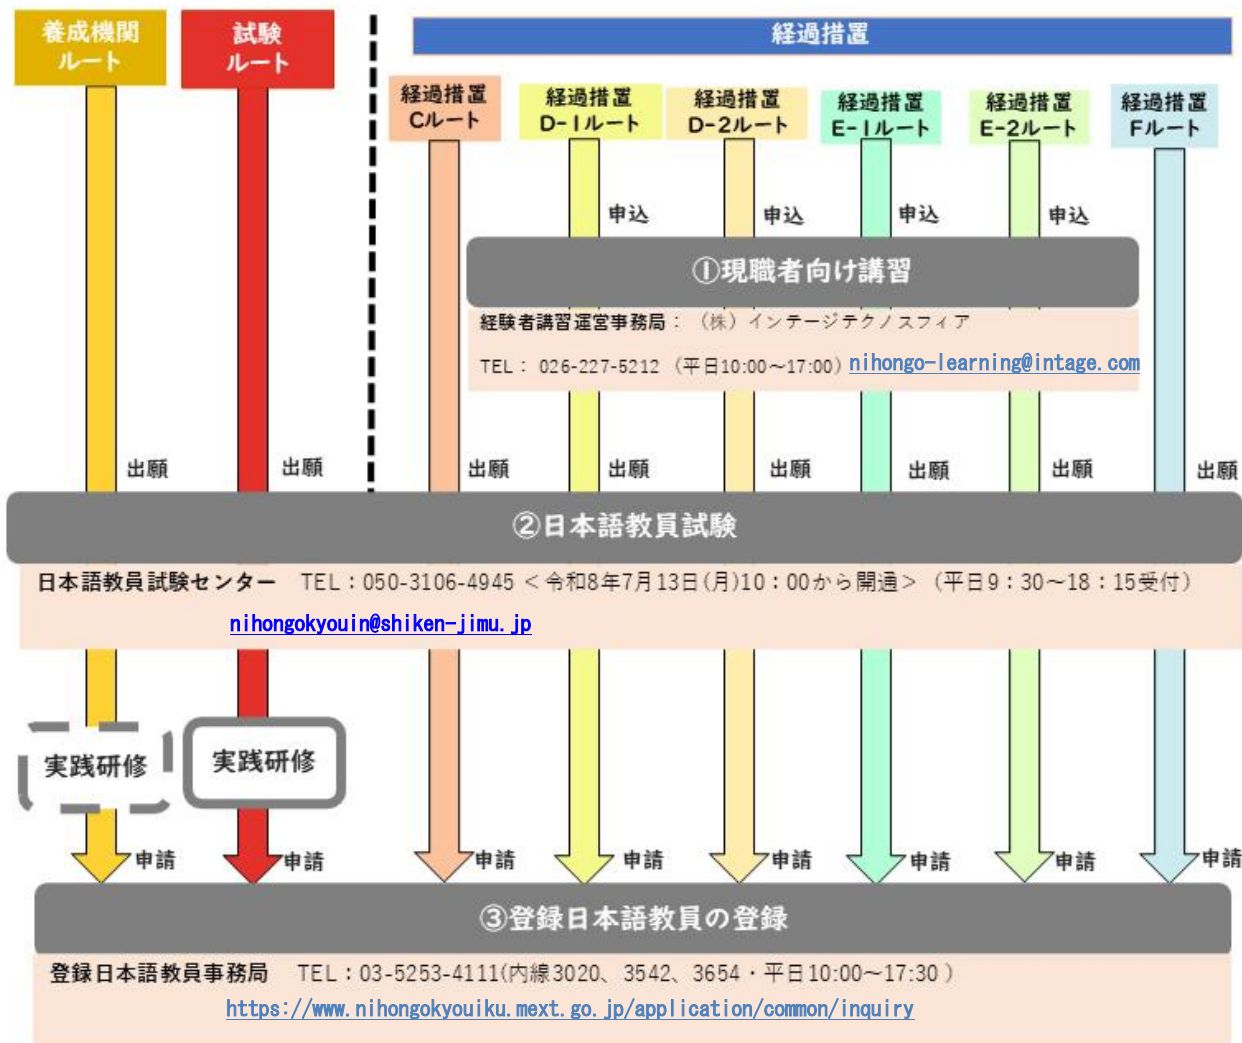 養成機関
ルート
試験
ルート
経過措置
経過措置
Cルート
経過措置
D-1ルート
経過措置
D-2ルート
経過措置
E-1ルート
経過措置
E-2ルート
経過措置
Fルート
申込 申込 申込 申込
①現職者向け講習
経験者講習運営事務局： （株）インテージテクノスフィア
TEL： 026-227-5212 （平日10:00～17:00） nihongo-learning@intage.com
出願 出願 出願 出願 出願 出願 出願 出願
②日本語教員試験
日本語教員試験センター TEL：050-3106-4945 ＜令和8年7月13日(月)10：00から開通＞（平日9：30～18：15受付）
nihongokyouin@shiken-jimu.jp
実践研修 実践研修
申請 申請 申請 申請 申請 申請 申請 申請
③登録日本語教員の登録
登録日本語教員事務局 TEL：03-5253-4111(内線3020、3542、3654・平日10:00～17:30 )
https://www.nihongokyouiku.mext.go.jp/application/common/inquiry